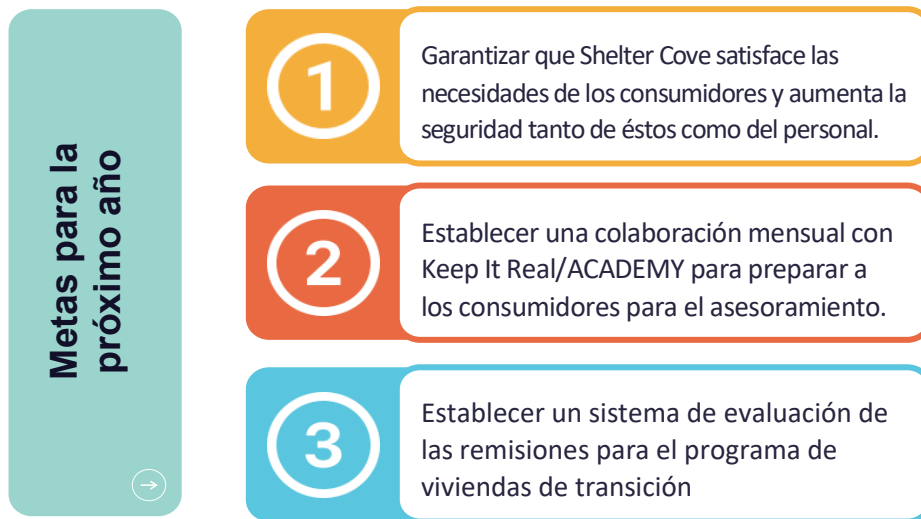 Metas para la
próximo año
1
Garantizar que Shelter Cove satisface las
necesidades de los consumidores y aumenta la
seguridad tanto de éstos como del personal.
2
Establecer una colaboración mensual con
Keep It Real/ACADEMY para preparar a
los consumidores para el asesoramiento.
3
Establecer un sistema de evaluación de
las remisiones para el programa de
viviendas de transición